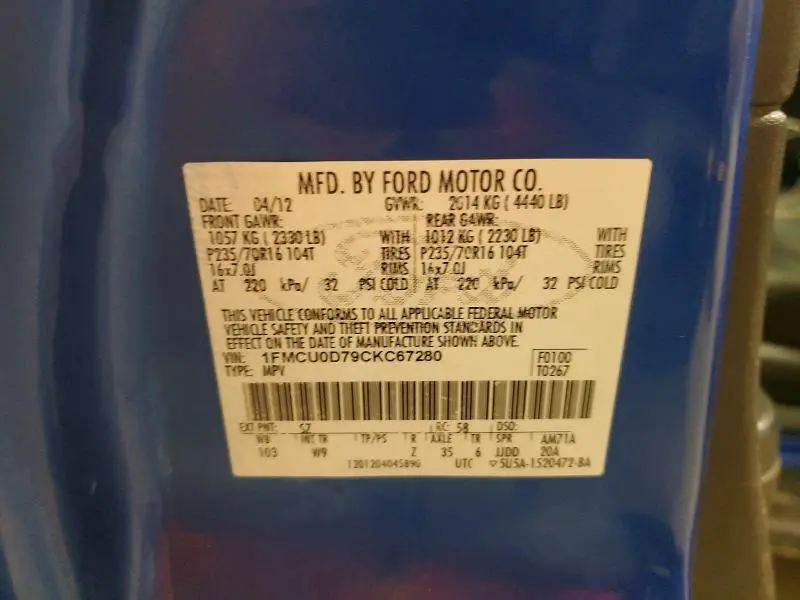 MFD. BY FORD MOTOR CO.
DATE: 04/12 GVWR: 2014 KG ( 4440 LB)
FRONT GAWR: REAR GAWR:
1057 KG ( 2330 LB) WITH 1012 KG ( 2230 LB) WITH
P235/70R16 104T TIRES P235/70R16 104T TIRES
16x7.0J RIMS 16x7.0J RIMS
AT 220 kPa/ 32 PSI COLD AT 220 kPa/ 32 PSI COLD
THIS VEHICLE CONFORMS TO ALL APPLICABLE FEDERAL MOTOR
VEHICLE SAFETY AND THEFT PREVENTION STANDARDS IN
EFFECT ON THE DATE OF MANUFACTURE SHOWN ABOVE.
VIN: 1FMCU0D79CKC67280 F0100
TYPE: MPV T0267
EXT PNT: SZ RC: 58 DSO:
WB INT TR TP/PS R AXLE TR SPR AM71A
103 W9 Z 35 6 JJDD 20A
1201204045890 UTC ▽5U5A-1520472-BA